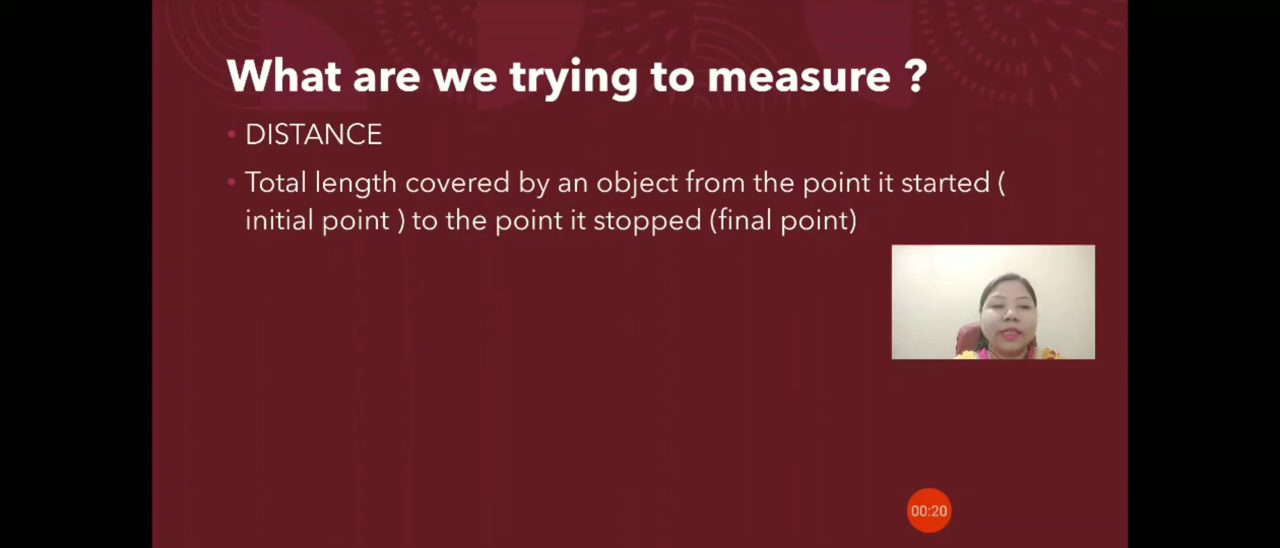 What are we trying to measure ?
• DISTANCE
• Total length covered by an object from the point it started (
initial point ) to the point it stopped (final point)
00:20